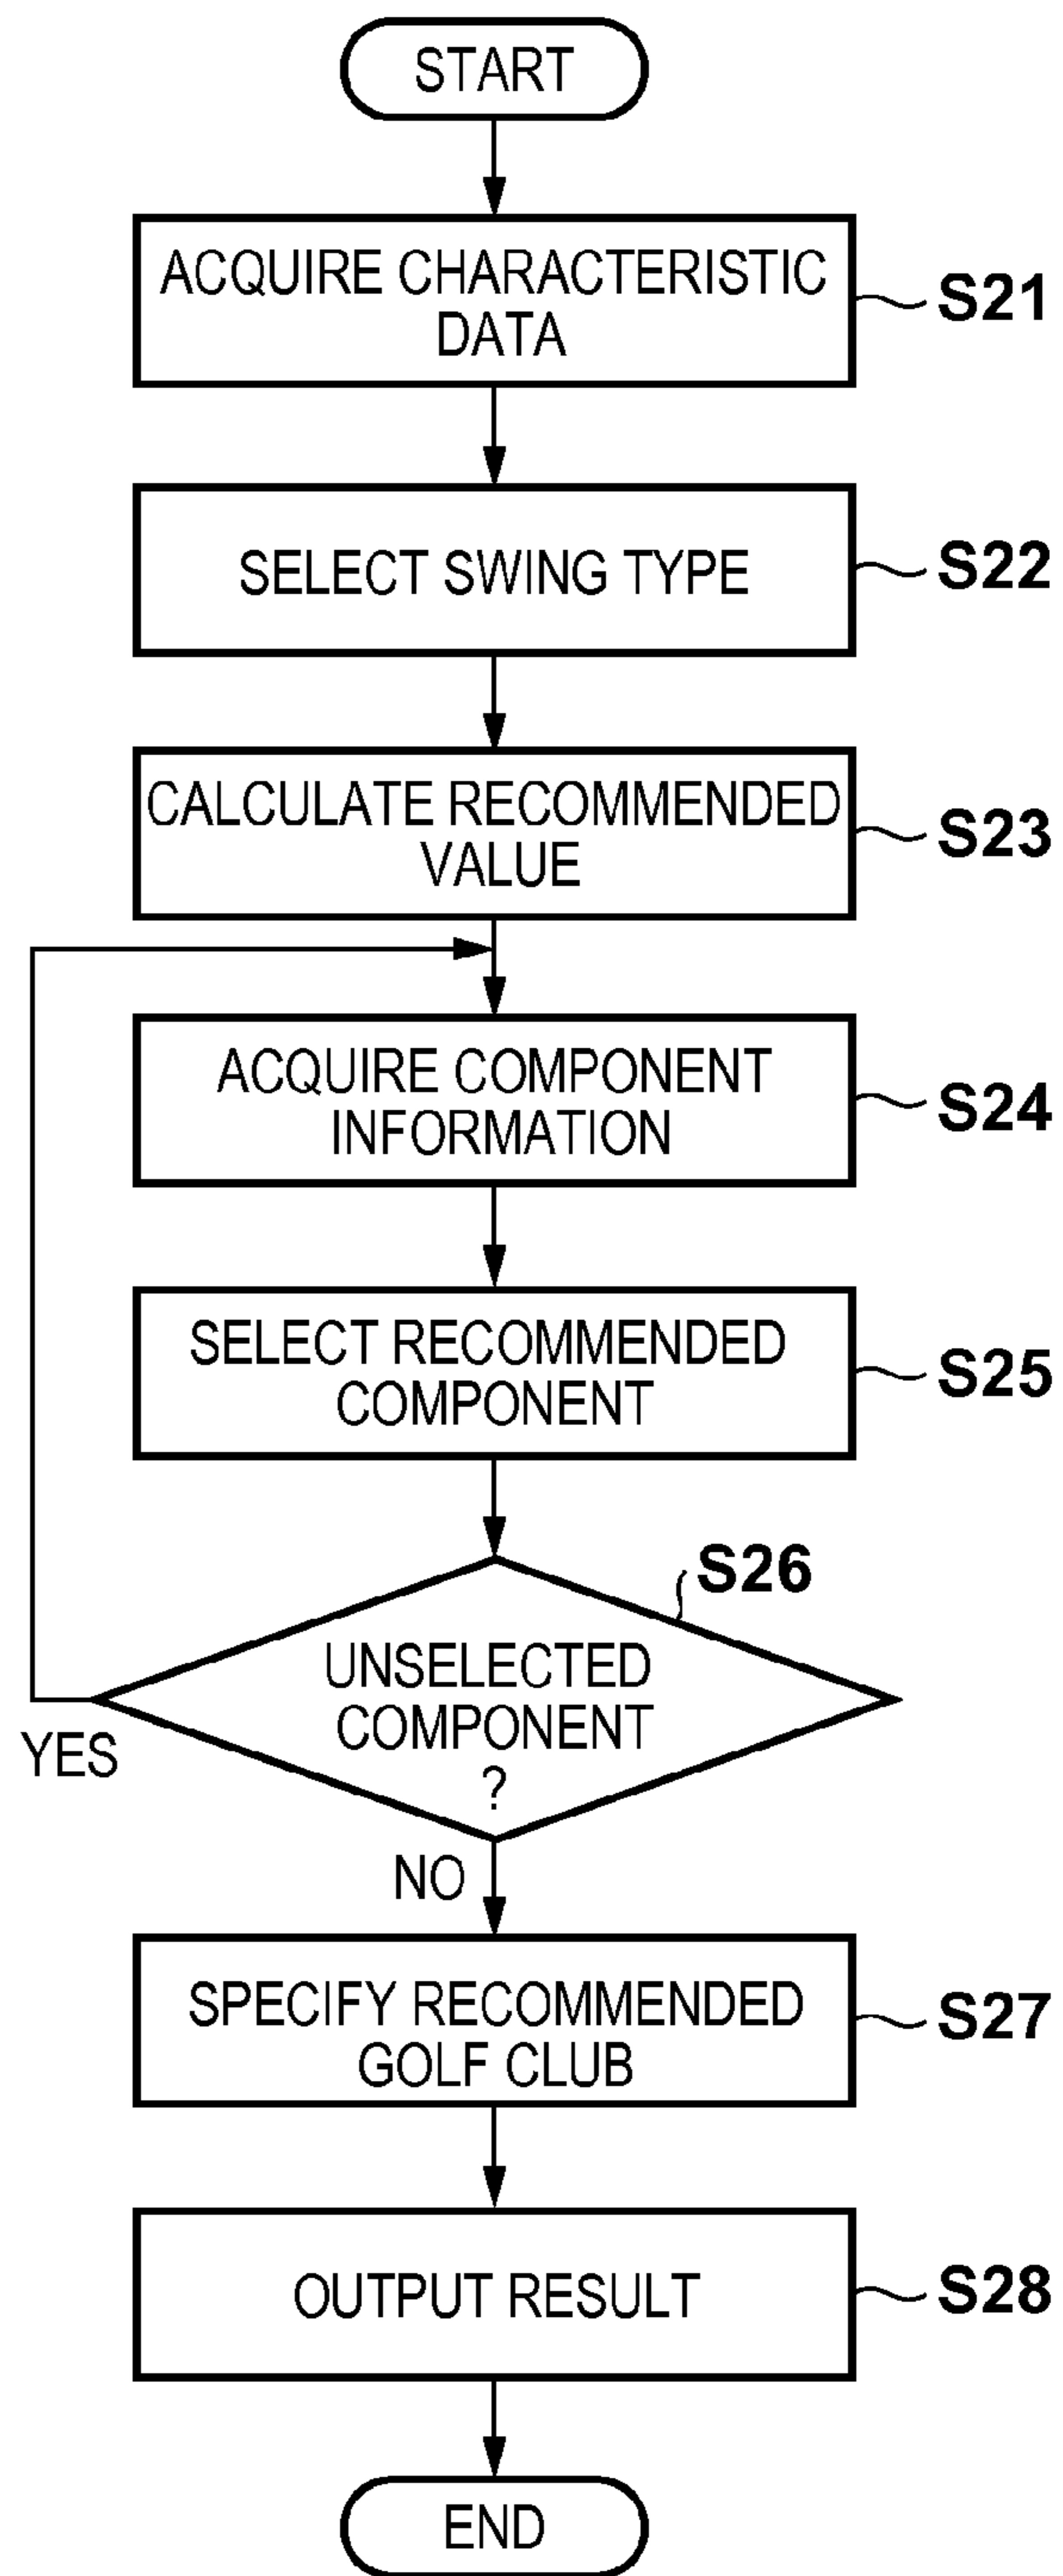 START
ACQUIRE CHARACTERISTIC
DATA
S21
SELECT SWING TYPE
S22
CALCULATE RECOMMENDED
VALUE
S23
ACQUIRE COMPONENT
INFORMATION
S24
SELECT RECOMMENDED
COMPONENT
S25
S26
UNSELECTED
COMPONENT
?
YES
NO
SPECIFY RECOMMENDED
GOLF CLUB
S27
OUTPUT RESULT
S28
END